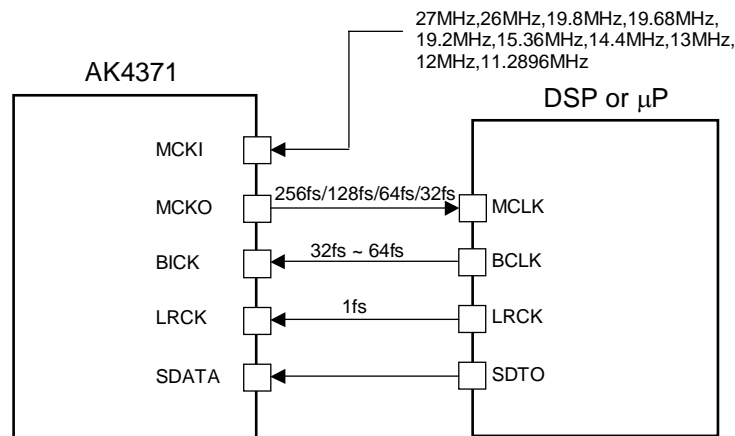 27MHz,26MHz,19.8MHz,19.68MHz,
19.2MHz,15.36MHz,14.4MHz,13MHz,
12MHz,11.2896MHz
AK4371
DSP or μP
MCKI
MCKO
256fs/128fs/64fs/32fs
MCLK
BICK
32fs ~ 64fs
BCLK
LRCK
1fs
LRCK
SDATA
SDTO